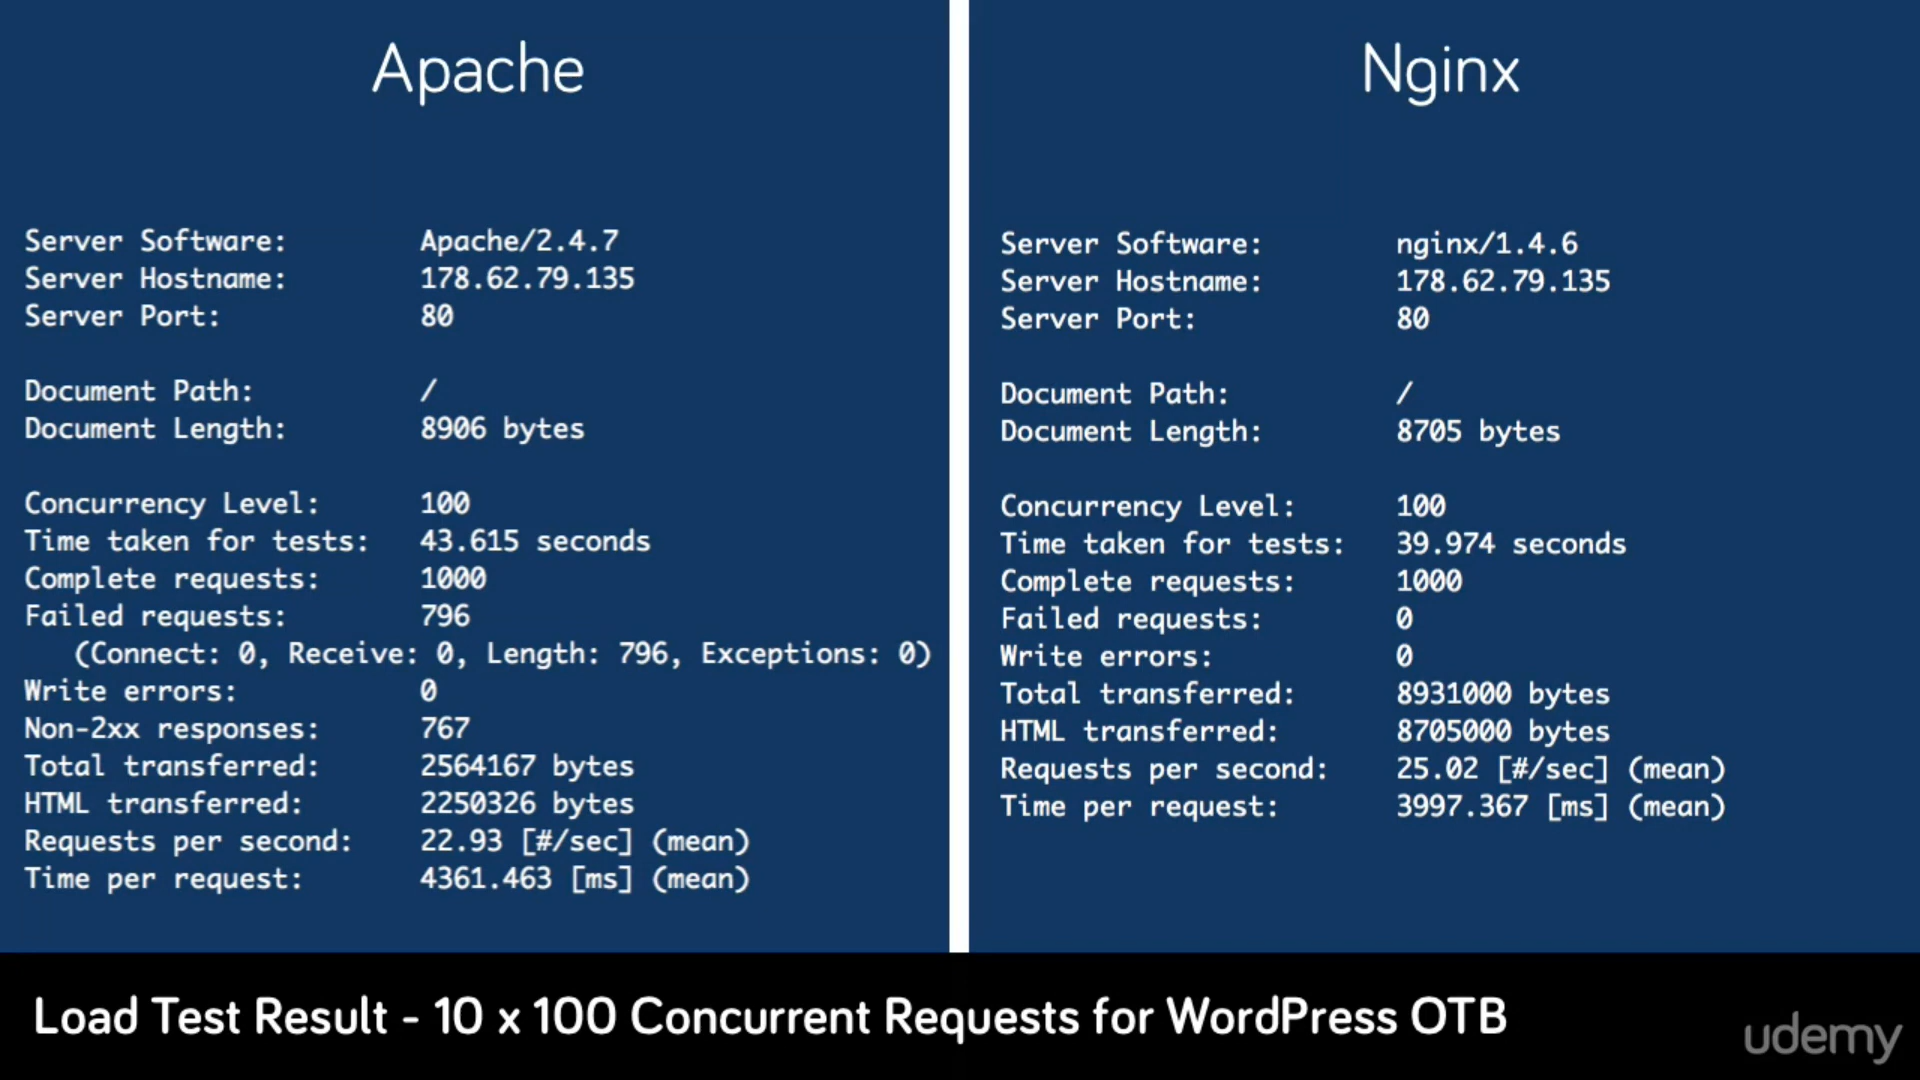 Apache
Server Software: Apache/2.4.7
Server Hostname: 178.62.79.135
Server Port: 80
Document Path: /
Document Length: 8906 bytes
Concurrency Level: 100
Time taken for tests: 43.615 seconds
Complete requests: 1000
Failed requests: 796
(Connect: 0, Receive: 0, Length: 796, Exceptions: 0)
Write errors: 0
Non-2xx responses: 767
Total transferred: 2564167 bytes
HTML transferred: 2250326 bytes
Requests per second: 22.93 [#/sec] (mean)
Time per request: 4361.463 [ms] (mean)
Nginx
Server Software: nginx/1.4.6
Server Hostname: 178.62.79.135
Server Port: 80
Document Path: /
Document Length: 8705 bytes
Concurrency Level: 100
Time taken for tests: 39.974 seconds
Complete requests: 1000
Failed requests: 0
Write errors: 0
Total transferred: 8931000 bytes
HTML transferred: 8705000 bytes
Requests per second: 25.02 [#/sec] (mean)
Time per request: 3997.367 [ms] (mean)
Load Test Result - 10 x 100 Concurrent Requests for WordPress OTB
udemy